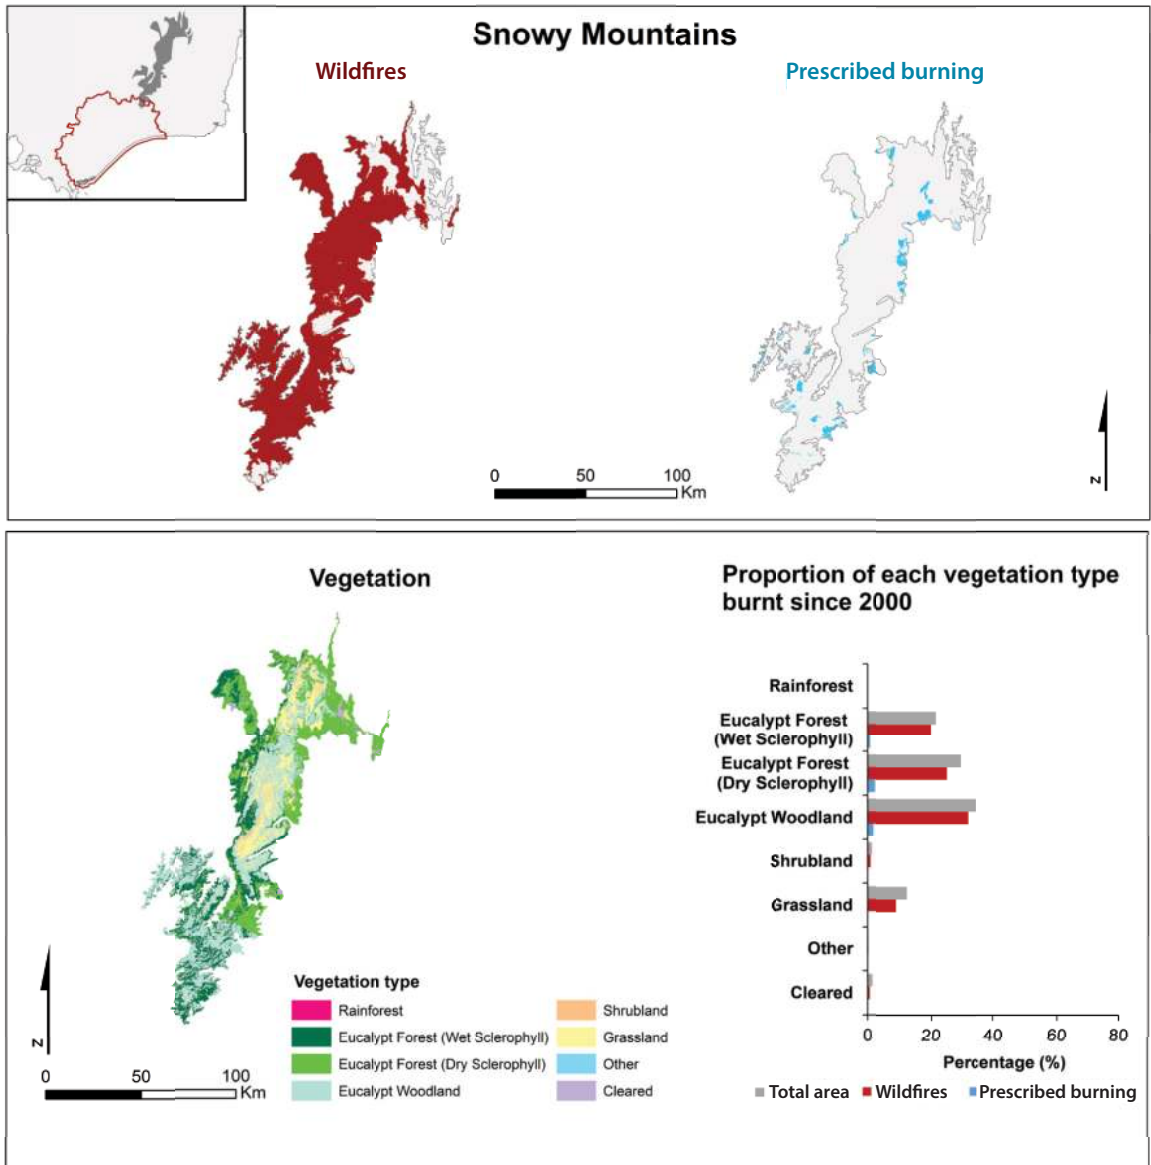 Snowy Mountains
Wildfires
Prescribed burning
0 50 100
Km
N
Vegetation
Proportion of each vegetation type
burnt since 2000
Rainforest
Eucalypt Forest
(Wet Sclerophyll)
Eucalypt Forest
(Dry Sclerophyll)
Eucalypt Woodland
Shrubland
Grassland
Other
Cleared
0 20 40 60 80
Percentage (%)
Total area Wildfires Prescribed burning
Vegetation type
Rainforest
Eucalypt Forest (Wet Sclerophyll)
Eucalypt Forest (Dry Sclerophyll)
Eucalypt Woodland
Shrubland
Grassland
Other
Cleared
N
0 50 100
Km